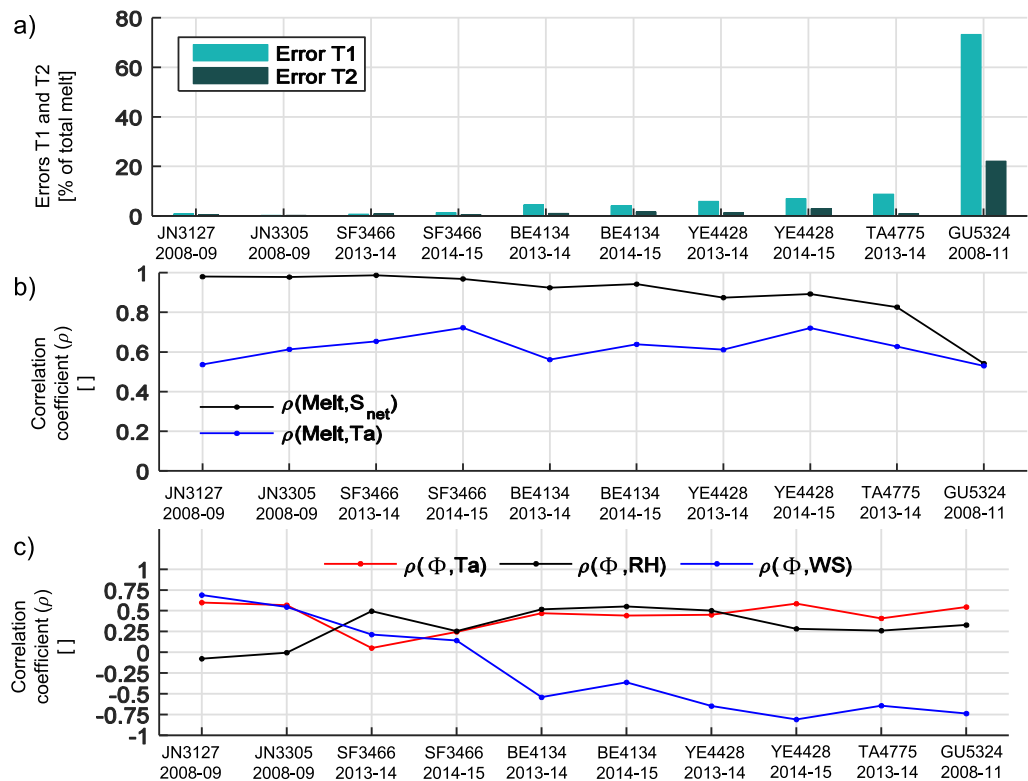 a)
Errors T1 and T2
[% of total melt]
80
60
40
20
0
Error T1
Error T2
JN3127 JN3305 SF3466 SF3466 BE4134 BE4134 YE4428 YE4428 TA4775 GU5324
2008-09 2008-09 2013-14 2014-15 2013-14 2014-15 2013-14 2014-15 2013-14 2008-11
b)
Correlation
coefficient (ρ)
[ ]
1
0.8
0.6
0.4
0.2
0
ρ(Melt,S_net)
ρ(Melt,Ta)
JN3127 JN3305 SF3466 SF3466 BE4134 BE4134 YE4428 YE4428 TA4775 GU5324
2008-09 2008-09 2013-14 2014-15 2013-14 2014-15 2013-14 2014-15 2013-14 2008-11
c)
Correlation
coefficient (ρ)
[ ]
1
0.75
0.5
0.25
0
-0.25
-0.5
-0.75
-1
ρ(Φ,Ta) ρ(Φ,RH) ρ(Φ,WS)
JN3127 JN3305 SF3466 SF3466 BE4134 BE4134 YE4428 YE4428 TA4775 GU5324
2008-09 2008-09 2013-14 2014-15 2013-14 2014-15 2013-14 2014-15 2013-14 2008-11